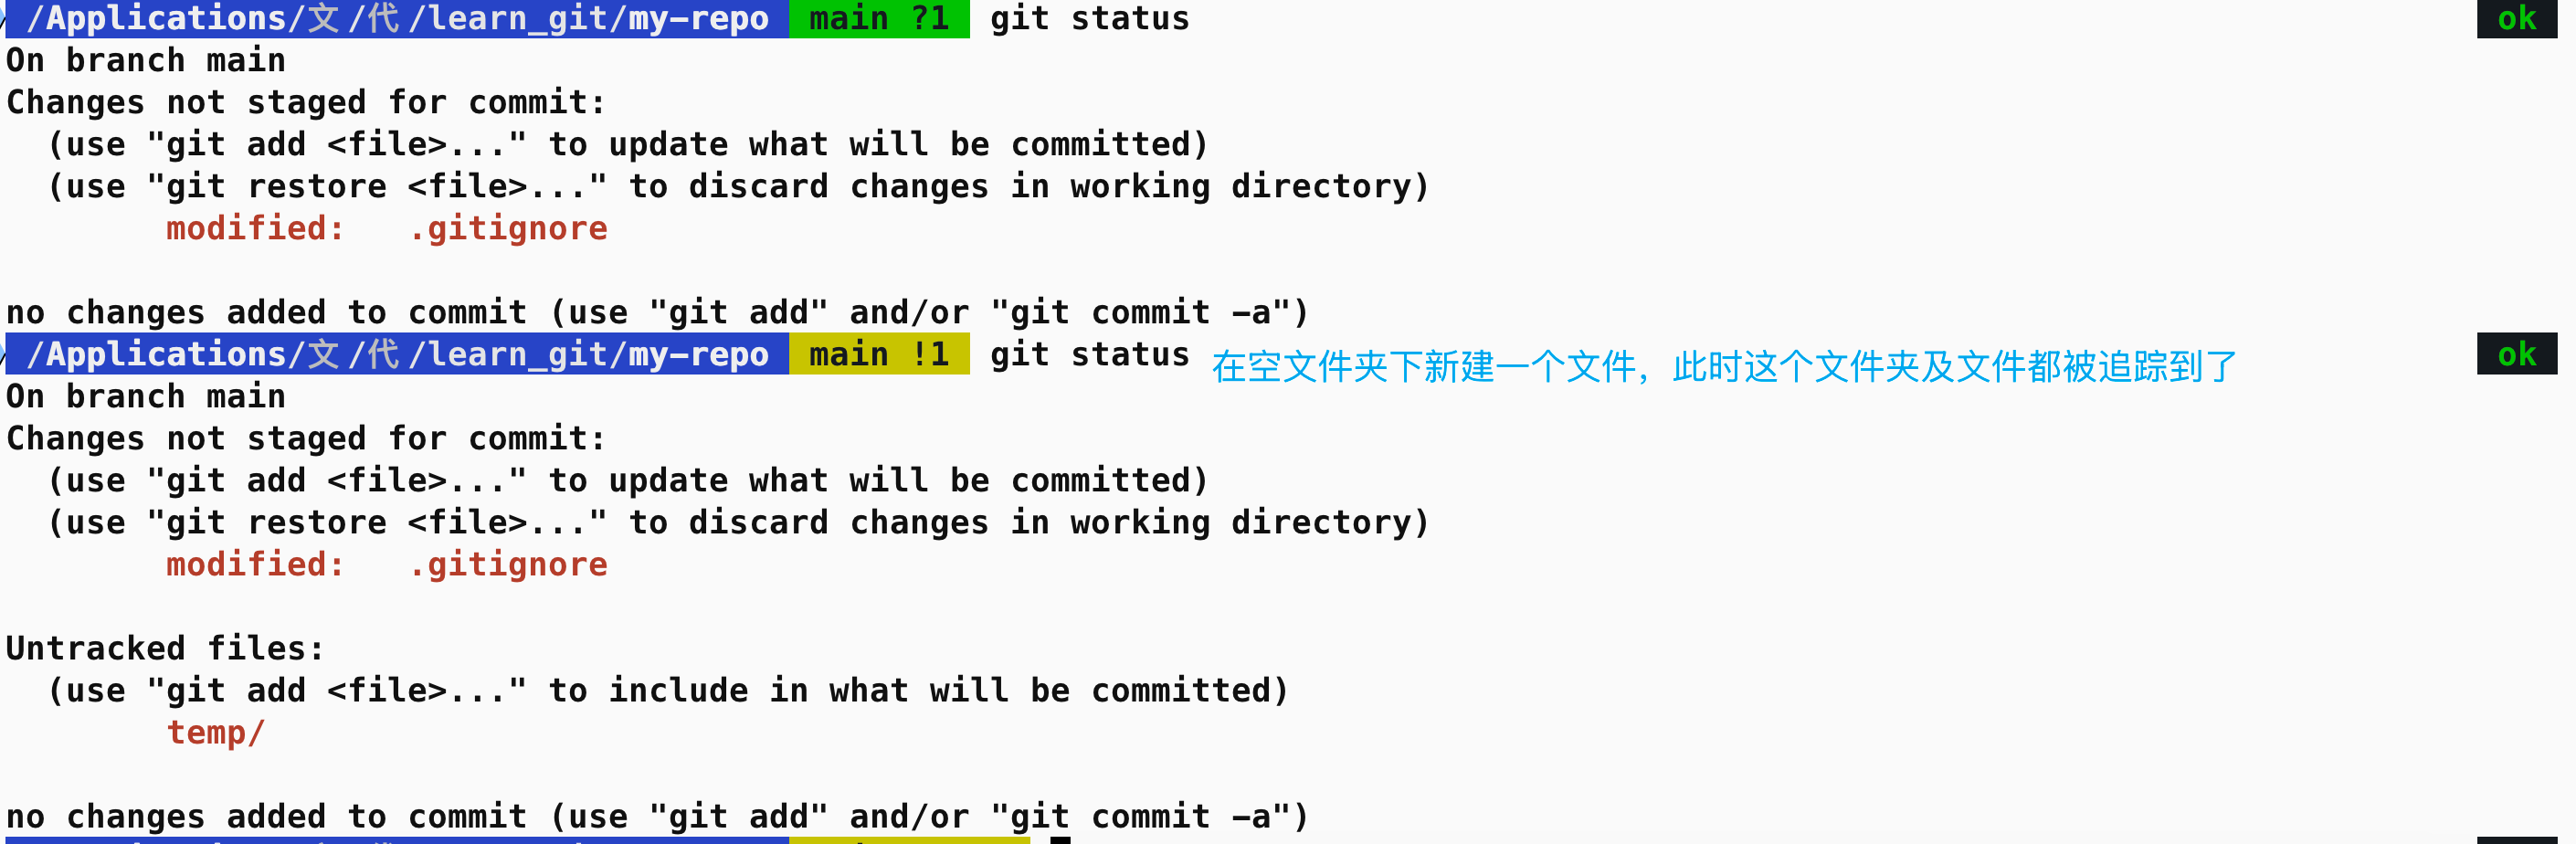 /Applications/文/代/learn_git/my-repo main ?1 git status ok
On branch main
Changes not staged for commit:
(use "git add <file>..." to update what will be committed)
(use "git restore <file>..." to discard changes in working directory)
modified: .gitignore
no changes added to commit (use "git add" and/or "git commit -a")
/Applications/文/代/learn_git/my-repo main !1 git status 在空文件夹下新建一个文件，此时这个文件夹及文件都被追踪到了 ok
On branch main
Changes not staged for commit:
(use "git add <file>..." to update what will be committed)
(use "git restore <file>..." to discard changes in working directory)
modified: .gitignore
Untracked files:
(use "git add <file>..." to include in what will be committed)
temp/
no changes added to commit (use "git add" and/or "git commit -a")